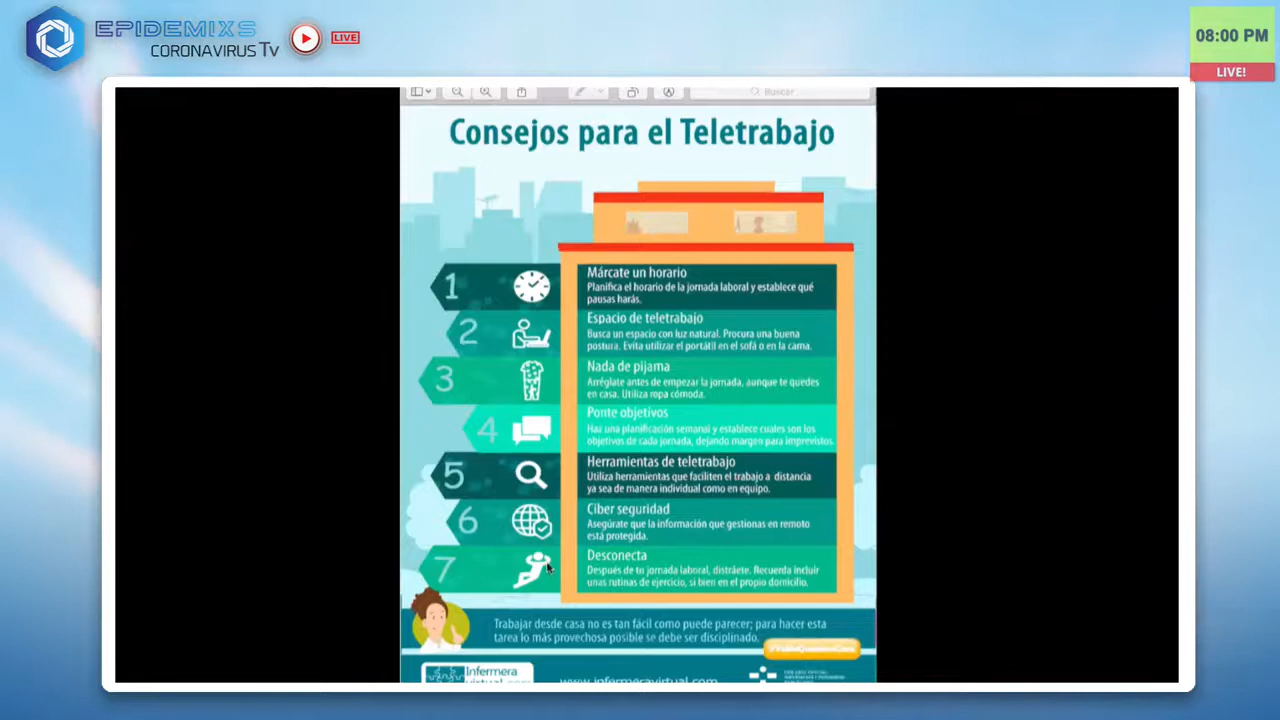 EPIDEMIXS
CORONAVIRUS Tv
LIVE
08:00 PM
LIVE!
Buscar
Consejos para el Teletrabajo
1
Márcate un horario
Planifica el horario de la jornada laboral y establece qué
pausas harás.
2
Espacio de teletrabajo
Busca un espacio con luz natural. Procura una buena
postura. Evita utilizar el portátil en el sofá o en la cama.
3
Nada de pijama
Arréglate antes de empezar la jornada, aunque te quedes
en casa. Utiliza ropa cómoda.
4
Ponte objetivos
Haz una planificación semanal y establece cuales son los
objetivos de cada jornada, dejando margen para imprevistos.
5
Herramientas de teletrabajo
Utiliza herramientas que faciliten el trabajo a distancia
ya sea de manera individual como en equipo.
6
Ciber seguridad
Asegúrate que la información que gestionas en remoto
está protegida.
7
Desconecta
Después de tu jornada laboral, distráete. Recuerda incluir
unas rutinas de ejercicio, si bien en el propio domicilio.
Trabajar desde casa no es tan fácil como puede parecer; para hacer esta
tarea lo más provechosa posible se debe ser disciplinado.
Infermera
virtual.com
www.infermeravirtual.com